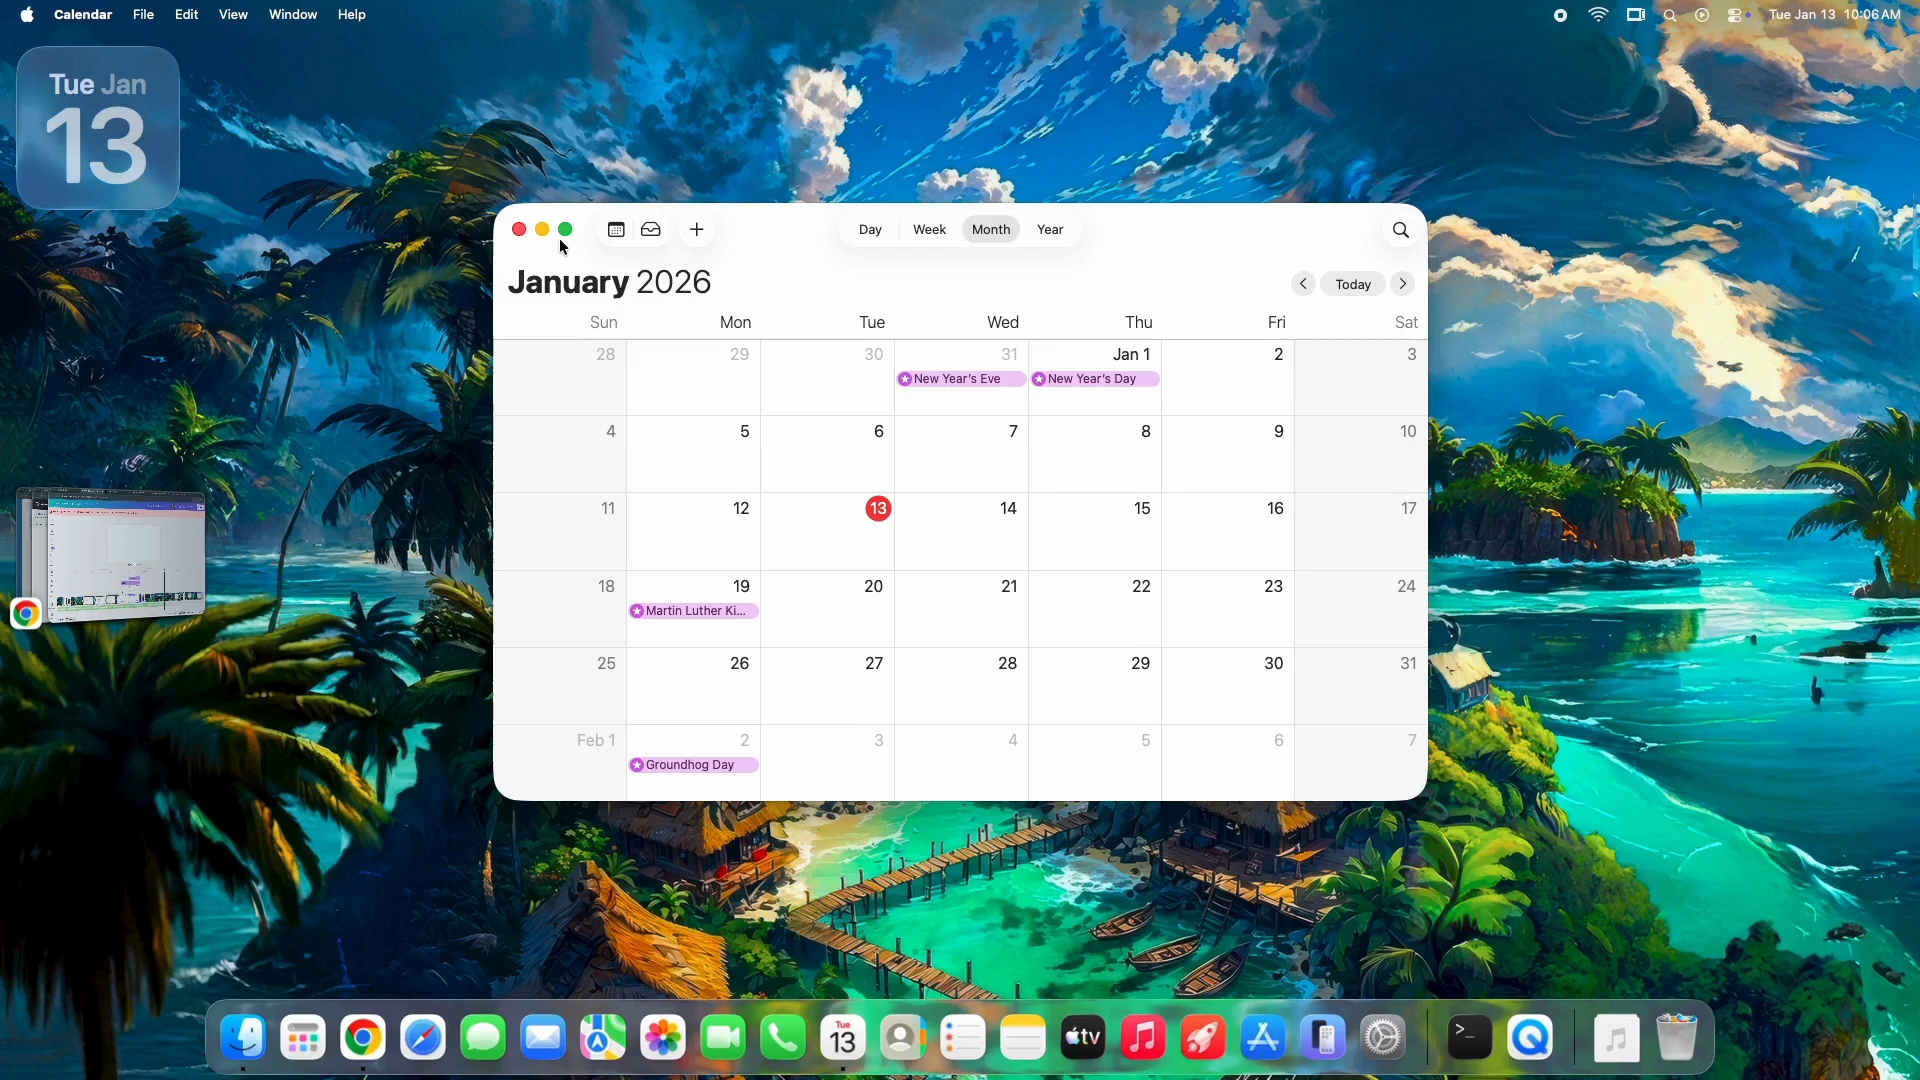 Calendar File Edit View Window Help
Tue Jan 13 10:06 AM
Tue Jan
13
Day Week Month Year
January 2026
Today
Sun Mon Tue Wed Thu Fri Sat
28 29 30 31 Jan 1 2 3
New Year's Eve New Year's Day
4 5 6 7 8 9 10
11 12 13 14 15 16 17
18 19 20 21 22 23 24
Martin Luther Ki...
25 26 27 28 29 30 31
Feb 1 2 3 4 5 6 7
Groundhog Day
Tue
13
tv